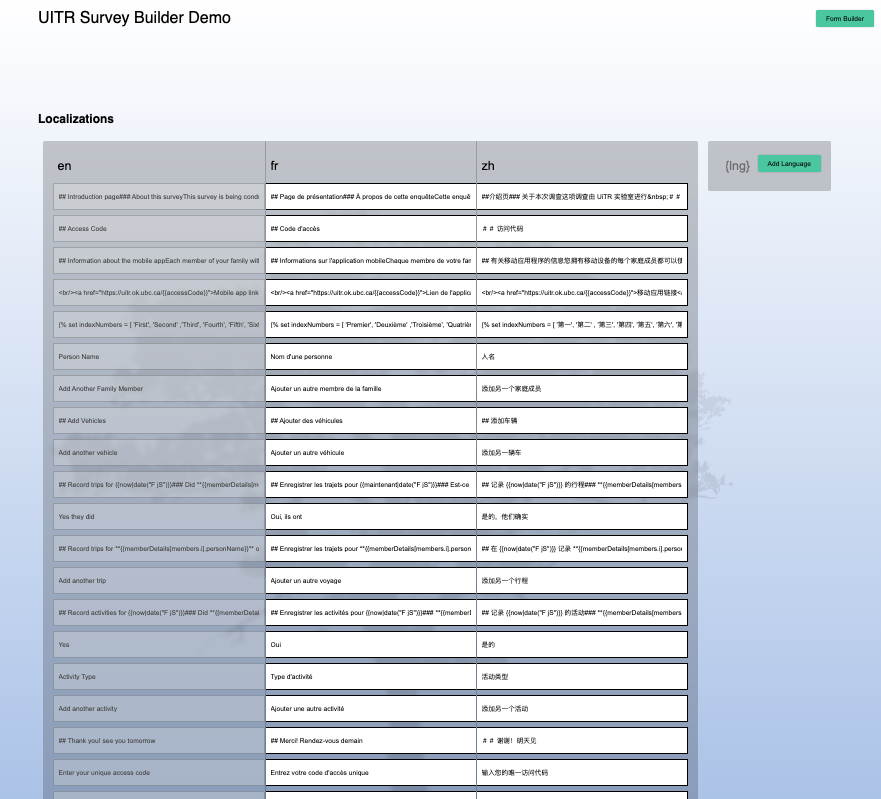 UITR Survey Builder Demo
Form Builder
Localizations
en fr zh
{lng} Add Language
## Introduction page### About this surveyThis survey is being cond ## Page de présentation### À propos de cette enquêteCette enquê ##介绍页### 关于本次调查这项调查由 UiTR 实验室进行&nbsp; # #
## Access Code ## Code d'accès # # 访问代码
## Information about the mobile appEach member of your family wit ## Informations sur l'application mobileChaque membre de votre far ## 有关移动应用程序的信息您拥有移动设备的每个家庭成员都可以
<br/><a href="https://uitr.ok.ubc.ca/{{accessCode}}">Mobile app link <br/><a href="https://uitr.ok.ubc.ca/{{accessCode}}">Lien de l'applic <br/><a href="https://uitr.ok.ubc.ca/{{accessCode}}">移动应用链接<
{% set indexNumbers = [ 'First', 'Second' ,'Third', 'Fourth', 'Fifth', 'Sixt {% set indexNumbers = [ 'Premier', 'Deuxième' ,'Troisième', 'Quatrièr {% set indexNumbers = [ '第一', '第二' , '第三', '第四', '第五', '第六',
Person Name Nom d'une personne 人名
Add Another Family Member Ajouter un autre membre de la famille 添加另一个家庭成员
## Add Vehicles ## Ajouter des véhicules ## 添加车辆
Add another vehicle Ajouter un autre véhicule 添加另一辆车
## Record trips for {{now|date("F jS")}}### Did **{{memberDetails[m ## Enregistrer les trajets pour {{maintenant|date("F jS")}}### Est-ce ## 记录 {{now|date("F jS")}} 的行程### **{{memberDetails[members
Yes they did Oui, ils ont 是的，他们确实
## Record trips for **{{memberDetails[members.i].personName}}** o ## Enregistrer les trajets pour **{{memberDetails[members.i].person ## 在 {{now|date("F jS")}} 记录 **{{memberDetails[members.i].perso
Add another trip Ajouter un autre voyage 添加另一个行程
## Record activities for {{now|date("F jS")}}### Did **{{memberDetai ## Enregistrer les activités pour {{now|date("F jS")}}### **{{memberl ## 记录 {{now|date("F jS")}} 的活动### **{{memberDetails[members
Yes Oui 是的
Activity Type Type d'activité 活动类型
Add another activity Ajouter une autre activité 添加另一个活动
## Thank you! see you tomorrow ## Merci! Rendez-vous demain # # 谢谢！明天见
Enter your unique access code Entrez votre code d'accès unique 输入您的唯一访问代码